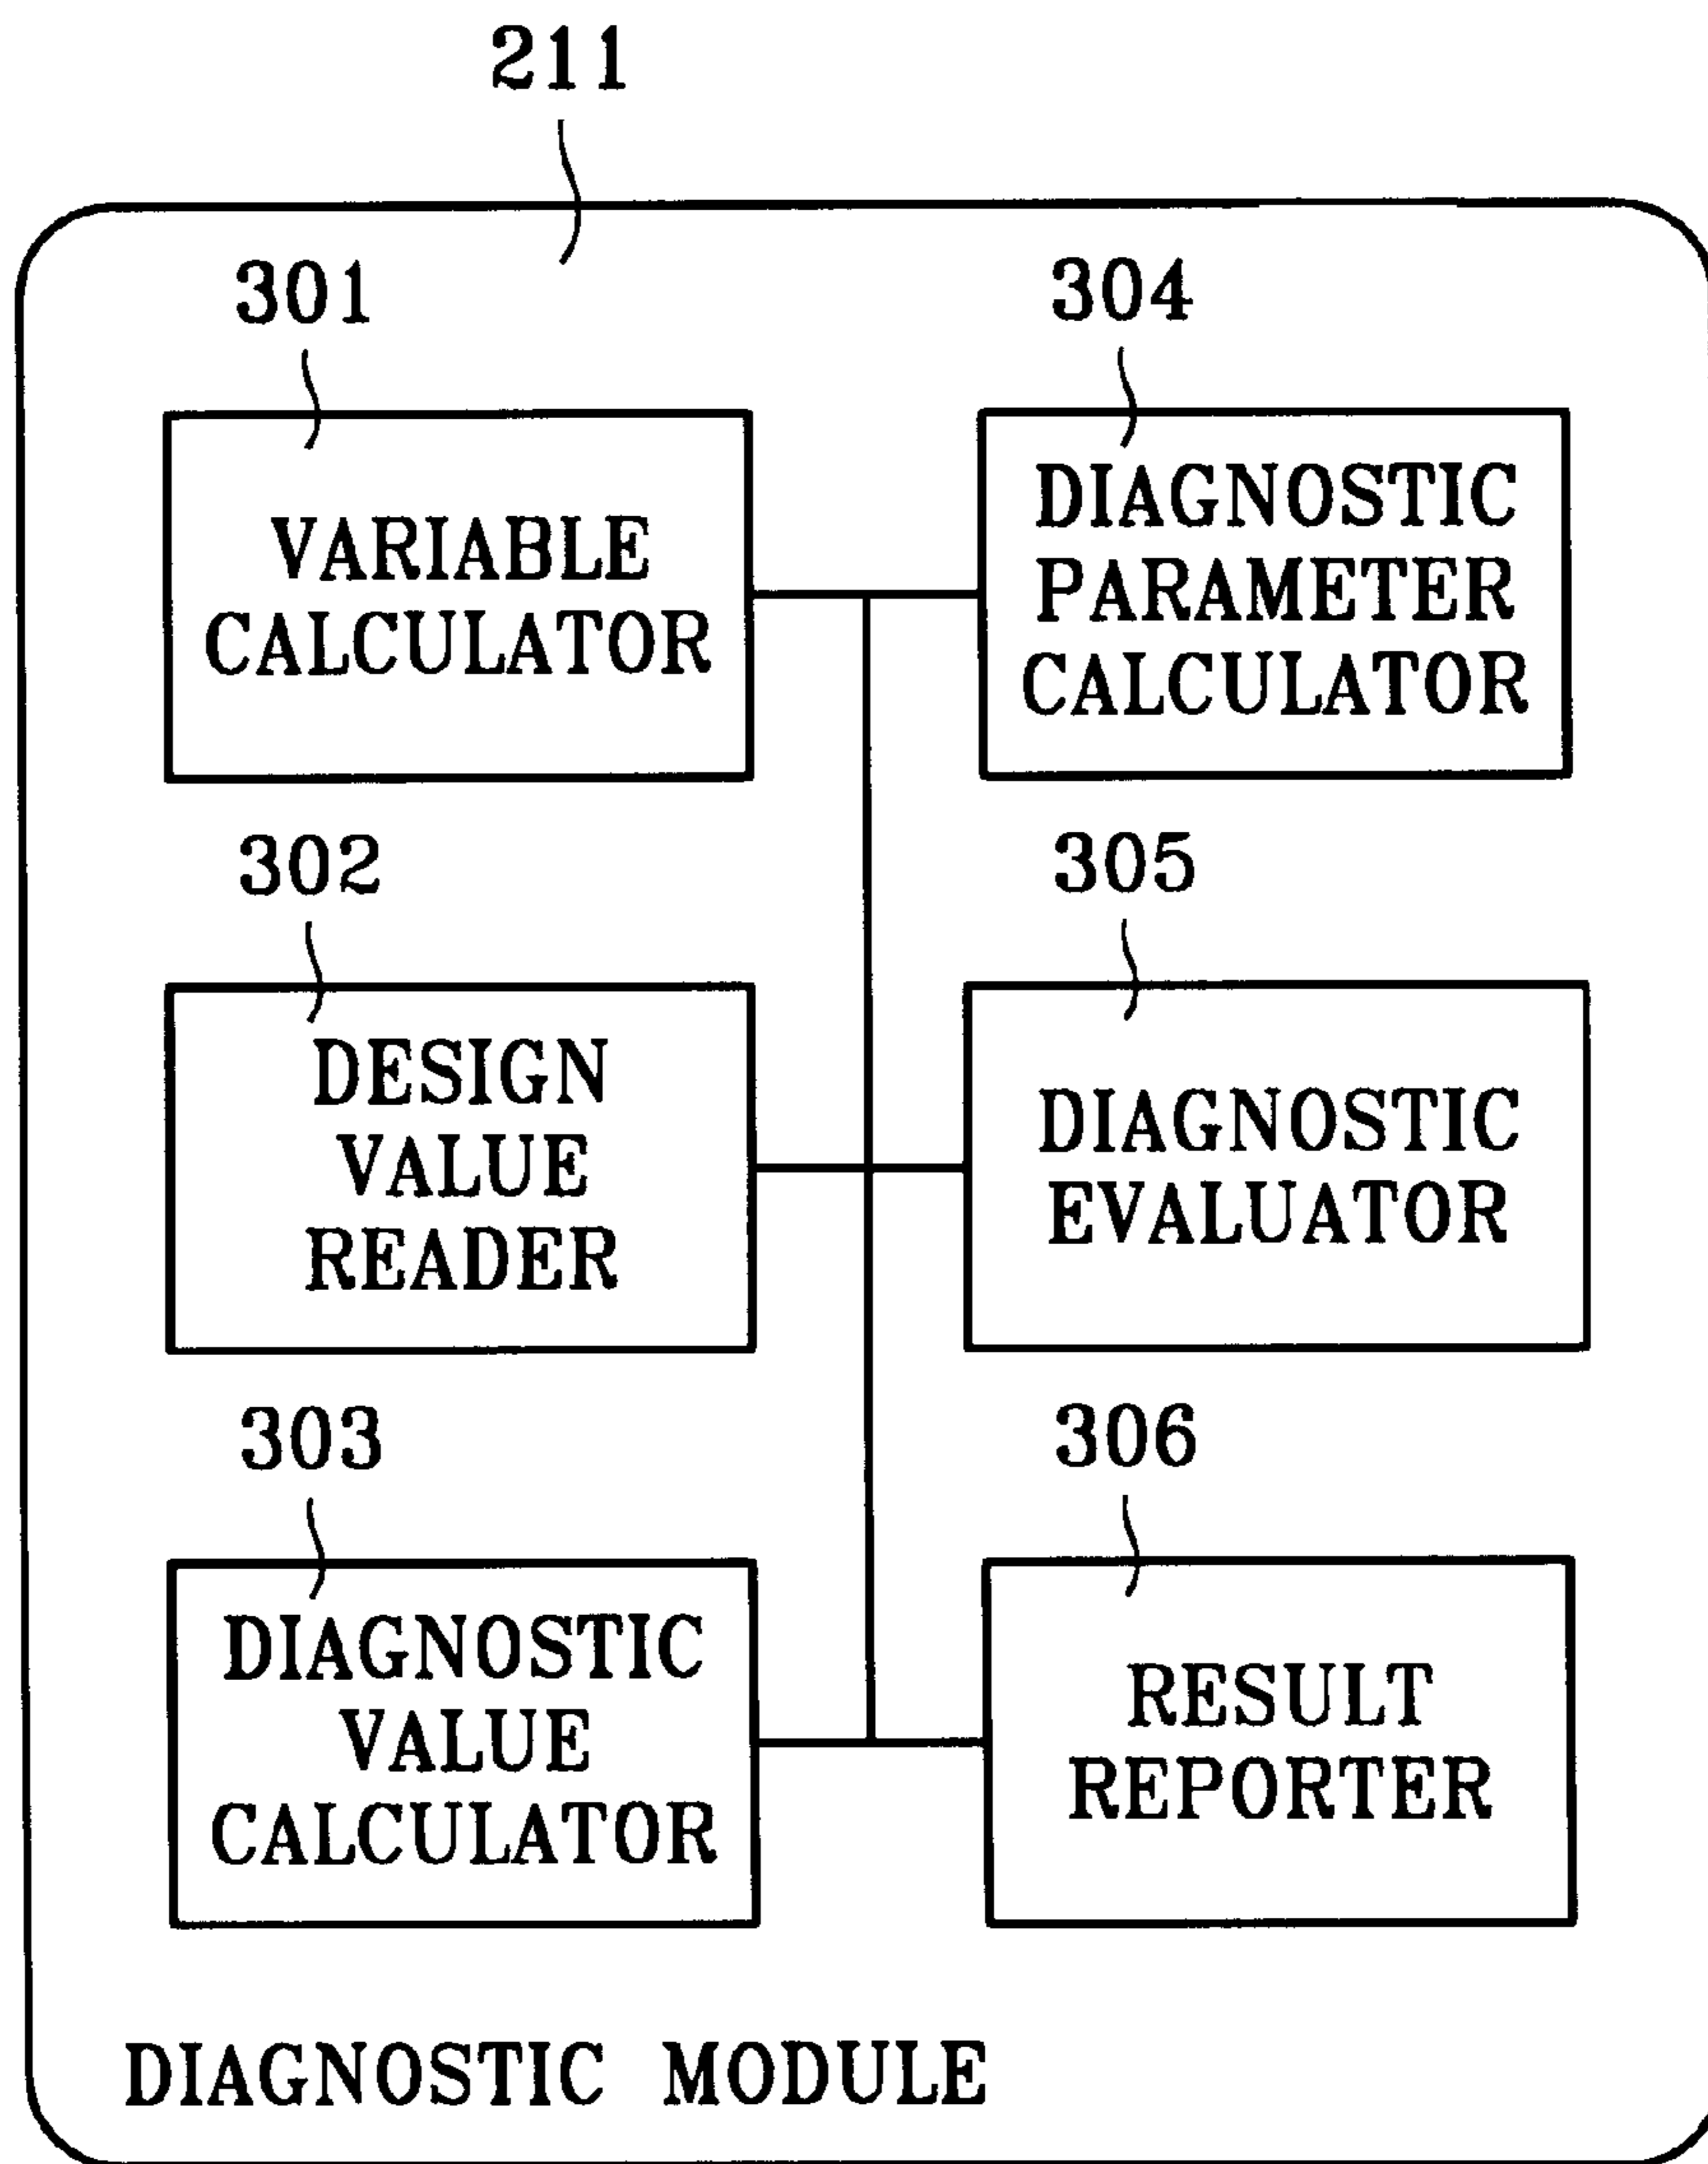 211
301
304
VARIABLE
CALCULATOR
DIAGNOSTIC
PARAMETER
CALCULATOR
302
305
DESIGN
VALUE
READER
DIAGNOSTIC
EVALUATOR
303
306
DIAGNOSTIC
VALUE
CALCULATOR
RESULT
REPORTER
DIAGNOSTIC MODULE